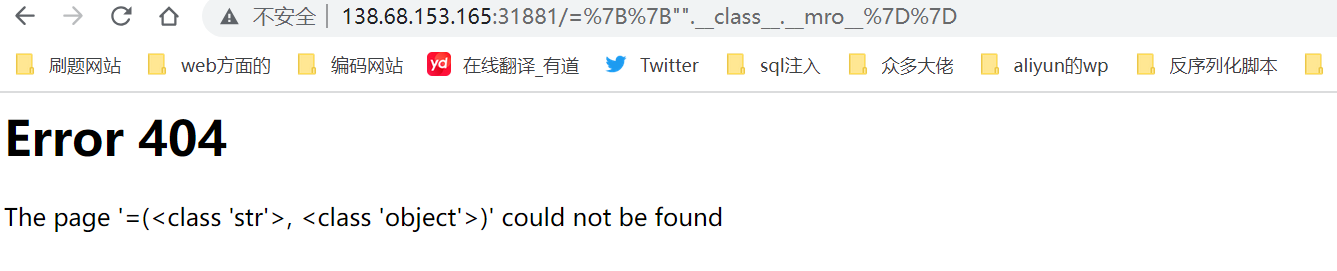 不安全 138.68.153.165:31881/=%7B%7B"".__class__.__mro__%7D%7D
刷题网站 web方面的 编码网站 yd 在线翻译_有道 Twitter sql注入 众多大佬 aliyun的wp 反序列化脚本
Error 404
The page '=(<class 'str'>, <class 'object'>)' could not be found